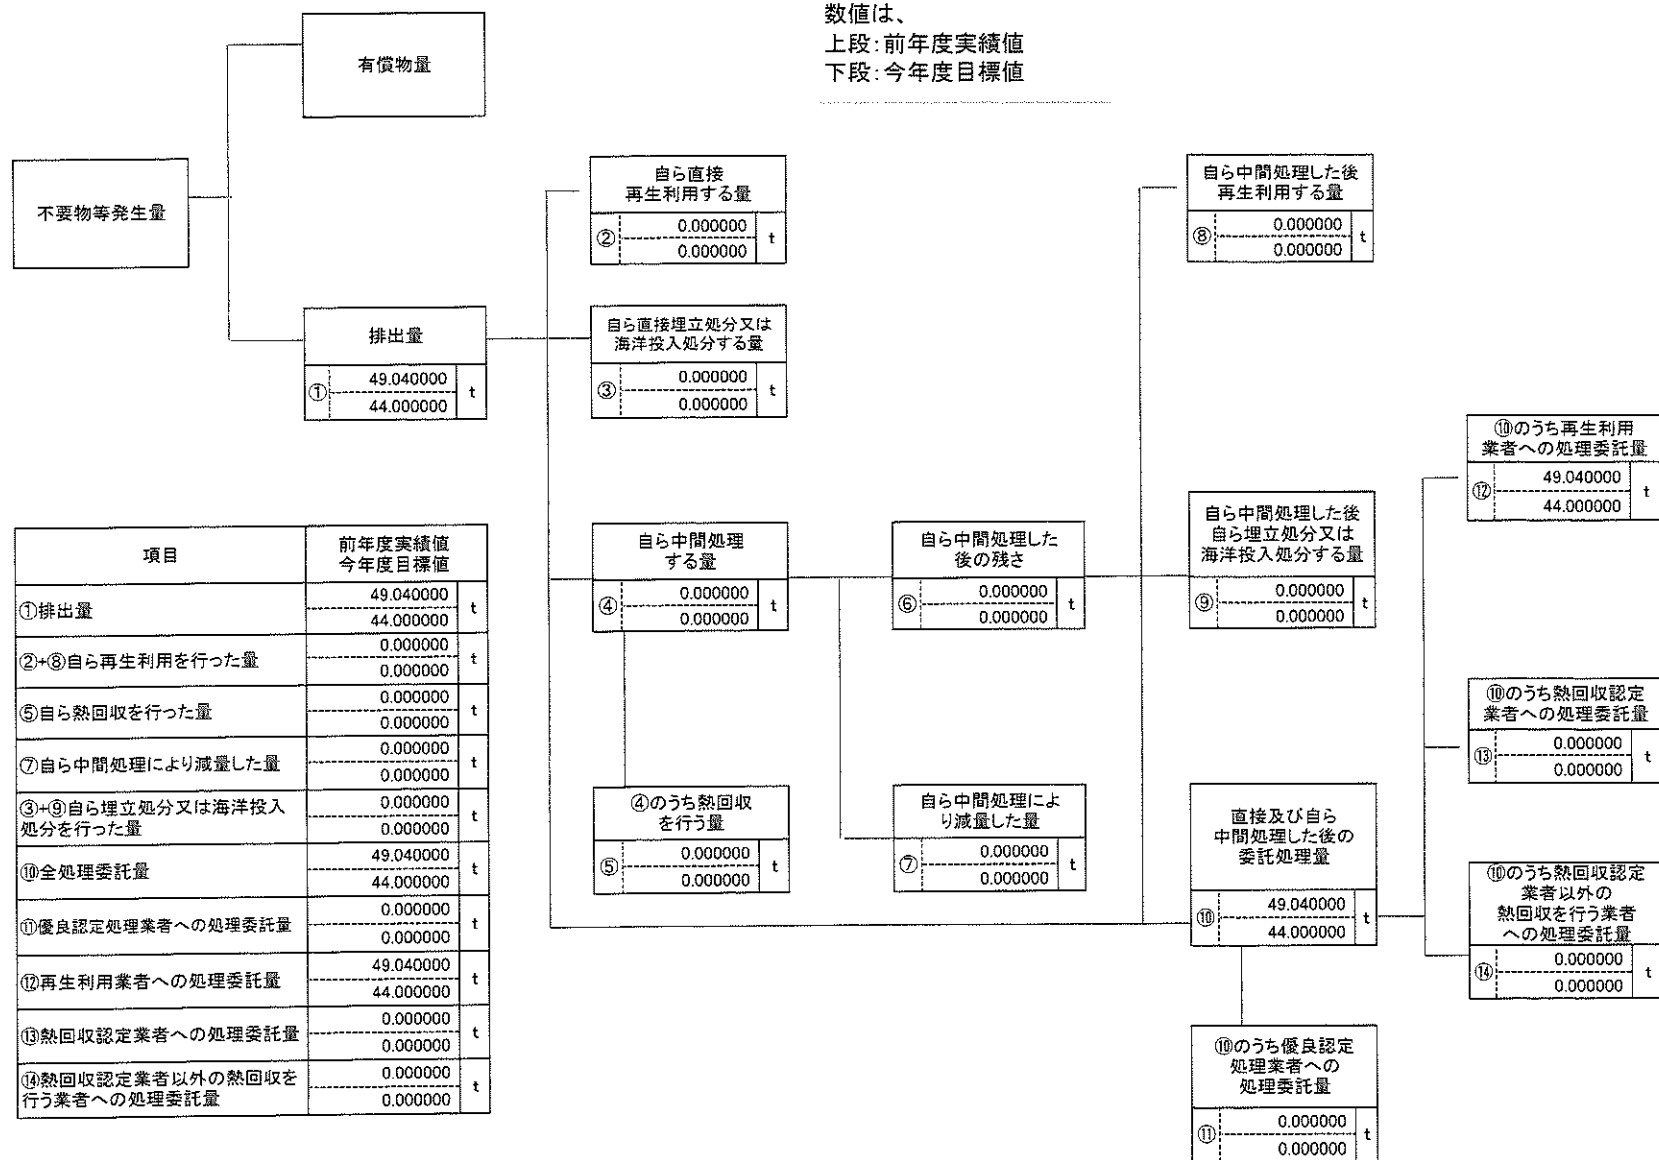 数値は、
上段:前年度実績値
下段:今年度目標値
有償物量
不要物等発生量
排出量
①
49.040000
44.000000
t
自ら直接
再生利用する量
②
0.000000
0.000000
t
自ら直接埋立処分又は
海洋投入処分する量
③
0.000000
0.000000
t
自ら中間処理
する量
④
0.000000
0.000000
t
④のうち熱回収
を行う量
⑤
0.000000
0.000000
t
自ら中間処理した
後の残さ
⑥
0.000000
0.000000
t
自ら中間処理によ
り減量した量
⑦
0.000000
0.000000
t
自ら中間処理した後
再生利用する量
⑧
0.000000
0.000000
t
自ら中間処理した後
自ら埋立処分又は
海洋投入処分する量
⑨
0.000000
0.000000
t
直接及び自ら
中間処理した後の
委託処理量
⑩
49.040000
44.000000
t
⑩のうち優良認定
処理業者への
処理委託量
⑪
0.000000
0.000000
t
⑩のうち再生利用
業者への処理委託量
⑫
49.040000
44.000000
t
⑩のうち熱回収認定
業者への処理委託量
⑬
0.000000
0.000000
t
⑩のうち熱回収認定
業者以外の
熱回収を行う業者
への処理委託量
⑭
0.000000
0.000000
t
項目
前年度実績値
今年度目標値
①排出量
49.040000
44.000000
t
②+⑧自ら再生利用を行った量
0.000000
0.000000
t
⑤自ら熱回収を行った量
0.000000
0.000000
t
⑦自ら中間処理により減量した量
0.000000
0.000000
t
③+⑨自ら埋立処分又は海洋投入
処分を行った量
0.000000
0.000000
t
⑩全処理委託量
49.040000
44.000000
t
⑪優良認定処理業者への処理委託量
0.000000
0.000000
t
⑫再生利用業者への処理委託量
49.040000
44.000000
t
⑬熱回収認定業者への処理委託量
0.000000
0.000000
t
⑭熱回収認定業者以外の熱回収を
行う業者への処理委託量
0.000000
0.000000
t